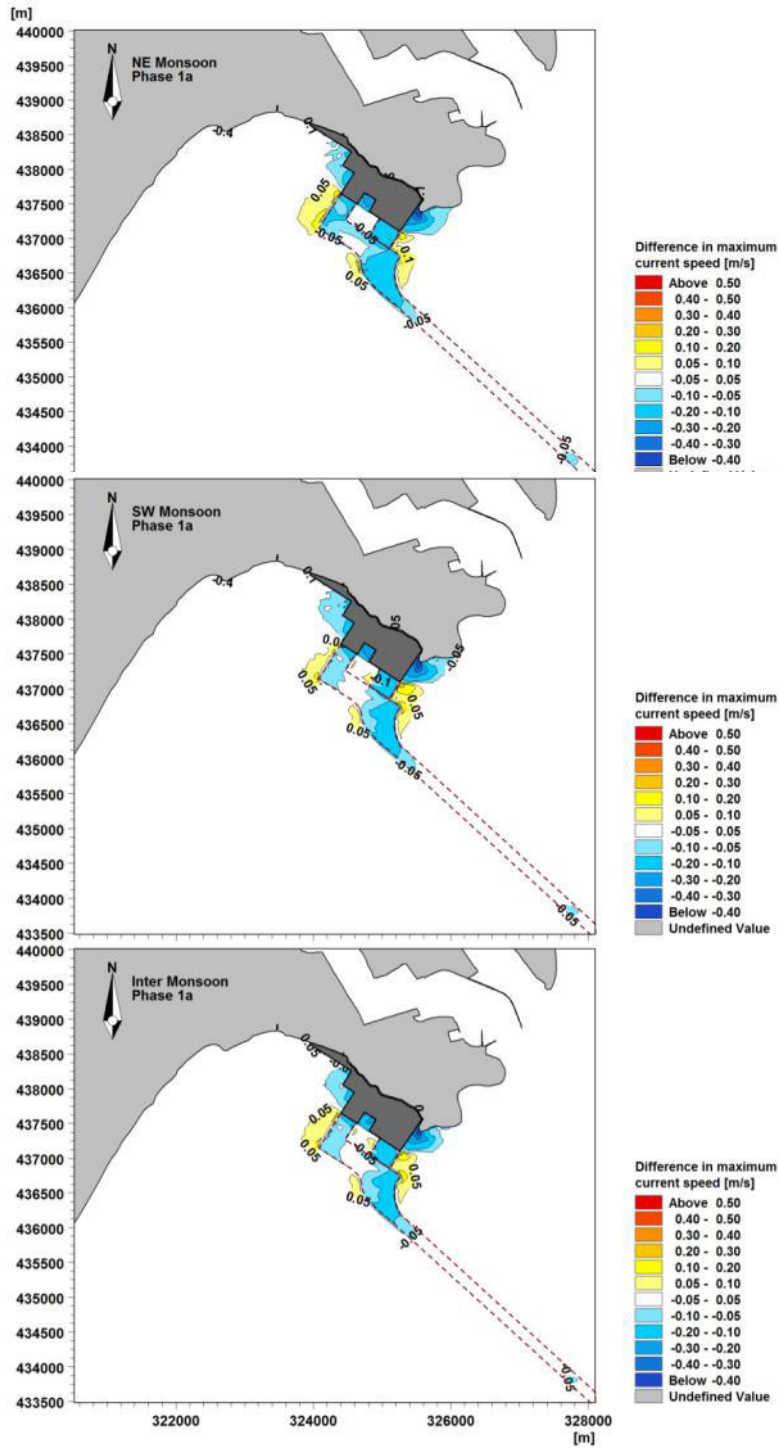 [m]
440000
439500
439000
438500
438000
437500
437000
436500
436000
435500
435000
434500
434000
N
NE Monsoon
Phase 1a
-0.4
0.05
-0.05
-0.05
0.1
0.05
-0.05
-0.05
Difference in maximum
current speed [m/s]
Above 0.50
0.40 - 0.50
0.30 - 0.40
0.20 - 0.30
0.10 - 0.20
0.05 - 0.10
-0.05 - 0.05
-0.10 - -0.05
-0.20 - -0.10
-0.30 - -0.20
-0.40 - -0.30
Below -0.40
440000
439500
439000
438500
438000
437500
437000
436500
436000
435500
435000
434500
434000
433500
N
SW Monsoon
Phase 1a
-0.4
0.1
0.05
-0.1
-0.05
0.05
0.05
-0.05
-0.05
Difference in maximum
current speed [m/s]
Above 0.50
0.40 - 0.50
0.30 - 0.40
0.20 - 0.30
0.10 - 0.20
0.05 - 0.10
-0.05 - 0.05
-0.10 - -0.05
-0.20 - -0.10
-0.30 - -0.20
-0.40 - -0.30
Below -0.40
Undefined Value
440000
439500
439000
438500
438000
437500
437000
436500
436000
435500
435000
434500
434000
433500
N
Inter Monsoon
Phase 1a
0.05
0.05
-0.05
0.05
0.05
0.05
-0.05
-0.05
Difference in maximum
current speed [m/s]
Above 0.50
0.40 - 0.50
0.30 - 0.40
0.20 - 0.30
0.10 - 0.20
0.05 - 0.10
-0.05 - 0.05
-0.10 - -0.05
-0.20 - -0.10
-0.30 - -0.20
-0.40 - -0.30
Below -0.40
Undefined Value
322000
324000
326000
328000
[m]